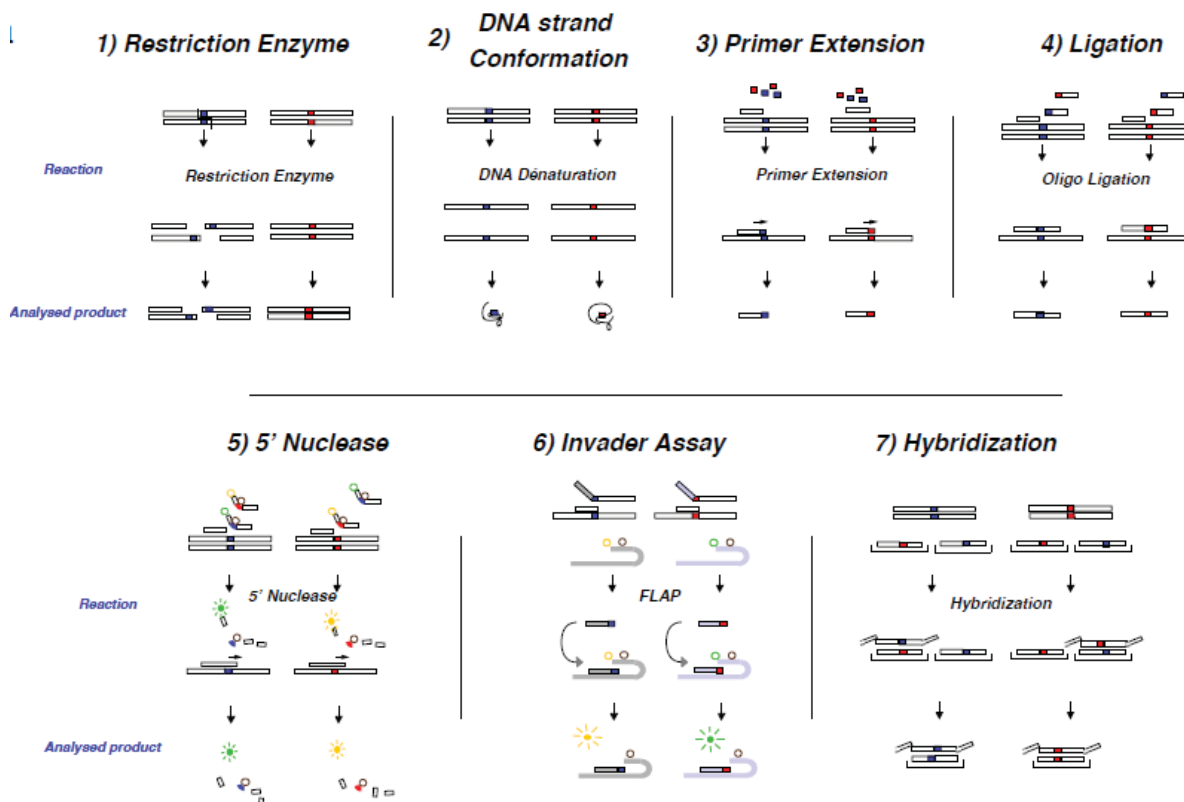 1) Restriction Enzyme
2) DNA strand
Conformation
3) Primer Extension
4) Ligation
Reaction
Restriction Enzyme
DNA Dénaturation
Primer Extension
Oligo Ligation
Analysed product
5) 5' Nuclease
6) Invader Assay
7) Hybridization
Reaction
5' Nuclease
FLAP
Hybridization
Analysed product